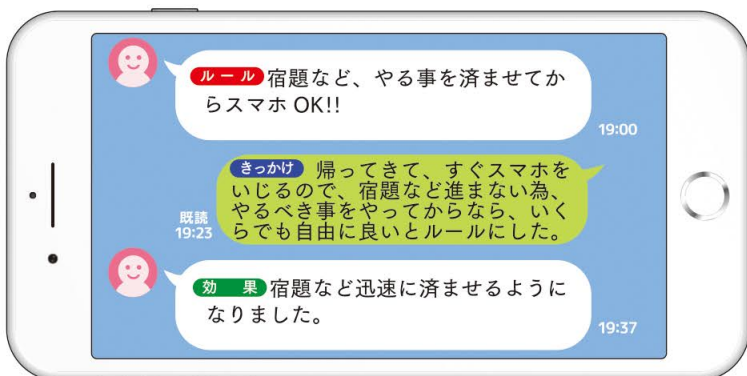 ルール 宿題など、やる事を済ませてか
らスマホ OK!!
19:00
きっかけ 帰ってきて、すぐスマホを
いじるので、宿題など進まない為、
やるべき事をやってからなら、いく
らでも自由に良いとルールにした。
既読
19:23
効 果 宿題など迅速に済ませるように
なりました。
19:37